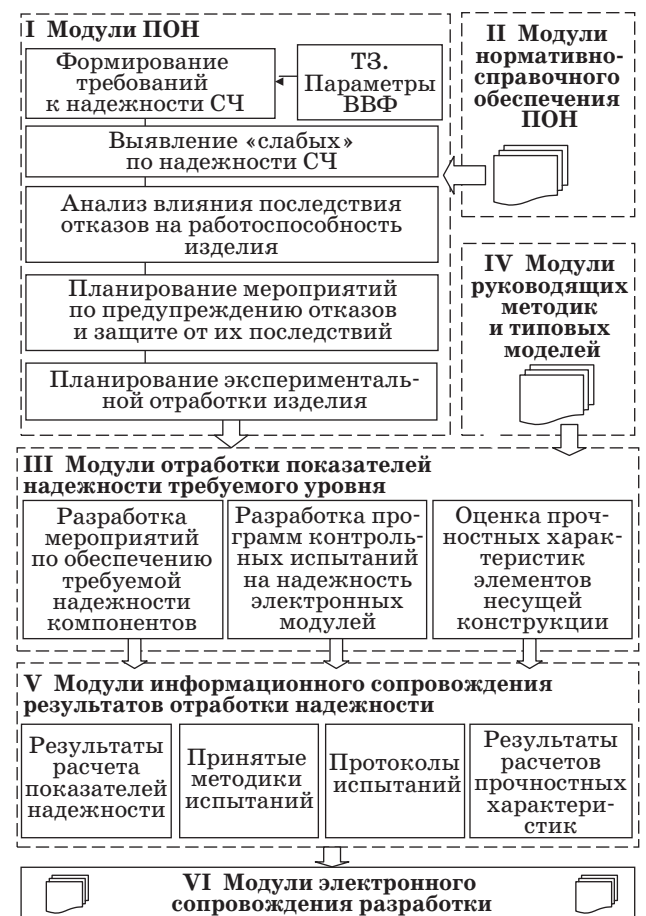 I Модули ПОН
Формирование
требований
к надежности СЧ
ТЗ.
Параметры
ВВФ
Выявление «слабых»
по надежности СЧ
Анализ влияния последствия
отказов на работоспособность
изделия
Планирование мероприятий
по предупреждению отказов
и защите от их последствий
Планирование эксперименталь-
ной отработки изделия
II Модули
нормативно-
справочного
обеспечения
ПОН
IV Модули
руководящих
методик
и типовых
моделей
III Модули отработки показателей
надежности требуемого уровня
Разработка
мероприятий
по обеспечению
требуемой
надежности
компонентов
Разработка про-
грамм контроль-
ных испытаний
на надежность
электронных
модулей
Оценка проч-
ностных харак-
теристик
элементов
несущей
конструкции
V Модули информационного сопровождения
результатов отработки надежности
Результаты
расчета
показателей
надежности
Принятые
методики
испытаний
Протоколы
испытаний
Результаты
расчетов
прочностных
характери-
стик
VI Модули электронного
сопровождения разработки